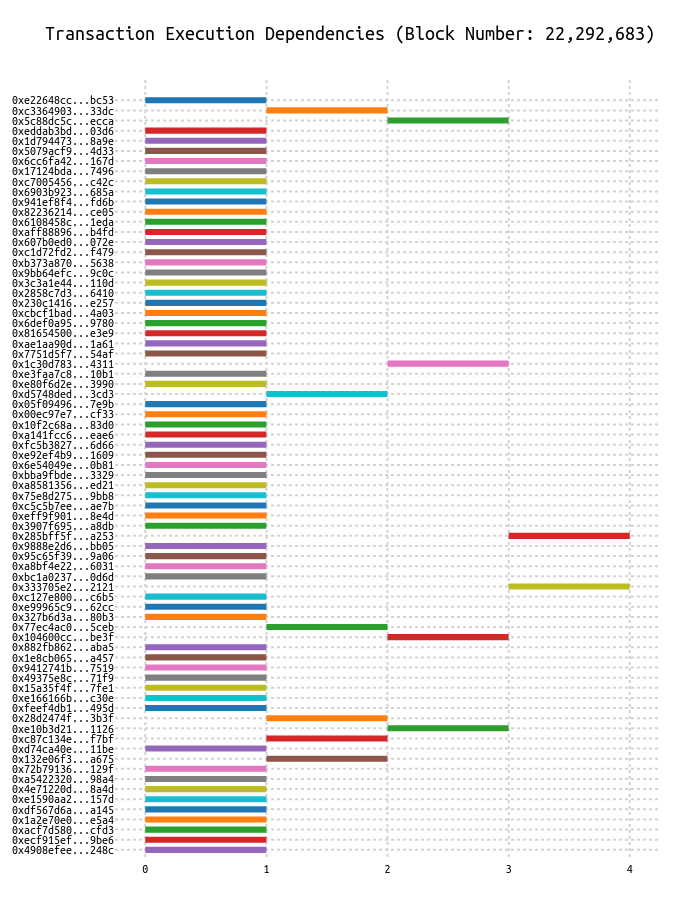 Transaction Execution Dependencies (Block Number: 22,292,683)
0xe22648cc...bc53
0xc3364903...33dc
0x5c88dc5c...ecca
0xeddab3bd...03d6
0x1d794473...8a9e
0x5079acf9...4d33
0x6cc6fa42...167d
0x17124bda...7496
0xc7005456...c42c
0x6903b923...685a
0x941ef8f4...fd6b
0x82236214...ce05
0x6108458c...1eda
0xaff88896...b4fd
0x607b0ed0...072e
0xc1d72fd2...f479
0xb373a870...5638
0x9bb64efc...9c0c
0x3c3a1e44...110d
0x2858c7d3...6410
0x230c1416...e257
0xcbcf1bad...4a03
0x6def0a95...9780
0x81654500...e3e9
0xae1aa90d...1a61
0x7751d5f7...54af
0x1c30d783...4311
0xe3faa7c8...10b1
0xe80f6d2e...3990
0xd5748ded...3cd3
0x05f09496...7e9b
0x00ec97e7...cf33
0x10f2c68a...83d0
0xa141fcc6...eae6
0xfc5b3827...6d66
0xe92ef4b9...1609
0x6e54049e...0b81
0xbba9fbde...3329
0xa8581356...ed21
0x75e8d275...9bb8
0xc5c5b7ee...ae7b
0xeff9f901...8e4d
0x3907f695...a8db
0x285bff5f...a253
0x9888e2d6...bb05
0x95c65f39...9a06
0xa8bf4e22...6031
0xbc1a0237...0d6d
0x333705e2...2121
0xc127e800...c6b5
0xe99965c9...62cc
0x327b6d3a...80b3
0x77ec4ac0...5ceb
0x104600cc...be3f
0x882fb862...aba5
0x1e8cb065...a457
0x9412741b...7519
0x49375e8c...71f9
0x15a35f4f...7fe1
0xe166166b...c30e
0xfeef4db1...495d
0x28d2474f...3b3f
0xe10b3d21...1126
0xc87c134e...f7bf
0xd74ca40e...11be
0x132e06f3...a675
0x72b79136...129f
0xa5422320...98a4
0x4e71220d...8a4d
0xe1590aa2...157d
0xdf567d6a...a145
0x1a2e70e0...e5a4
0xacf7d580...cfd3
0xecf915ef...9be6
0x4908efee...248c
0 1 2 3 4